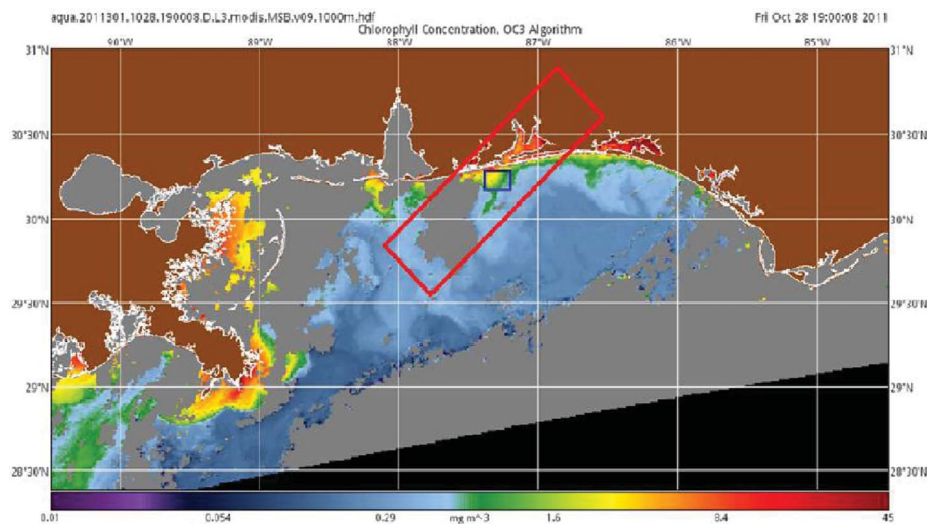 aqua.2011301.1028.190008.D.L3.modis.MSB.v09.1000m.hdf Fri Oct 28 19:00:08 2011
Chlorophyll Concentration, OC3 Algorithm
31°N 90°W 89°W 88°W 87°W 86°W 85°W 31°N
30°30'N 30°30'N
30°N 30°N
29°30'N 29°30'N
29°N 29°N
28°30'N 28°30'N
0.01 0.054 0.29 mg m^-3 1.6 8.4 45